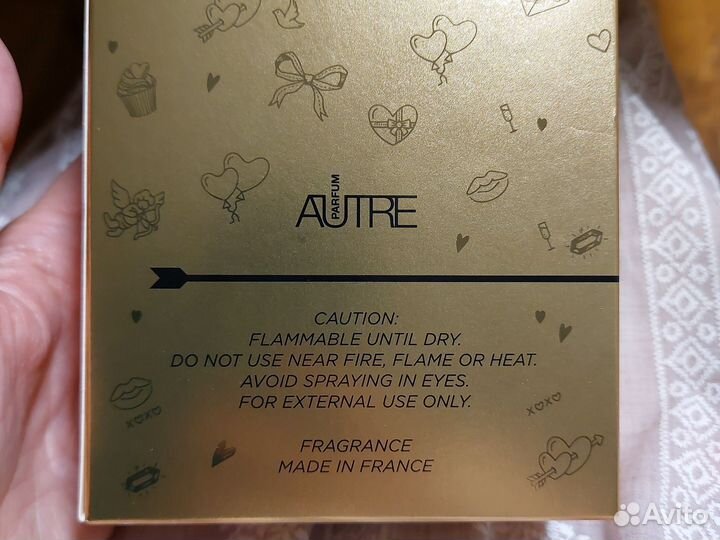 PARFUM
AUTRE
CAUTION:
FLAMMABLE UNTIL DRY.
DO NOT USE NEAR FIRE, FLAME OR HEAT.
AVOID SPRAYING IN EYES.
FOR EXTERNAL USE ONLY.
xoxo
xoxo
FRAGRANCE
MADE IN FRANCE
Avito